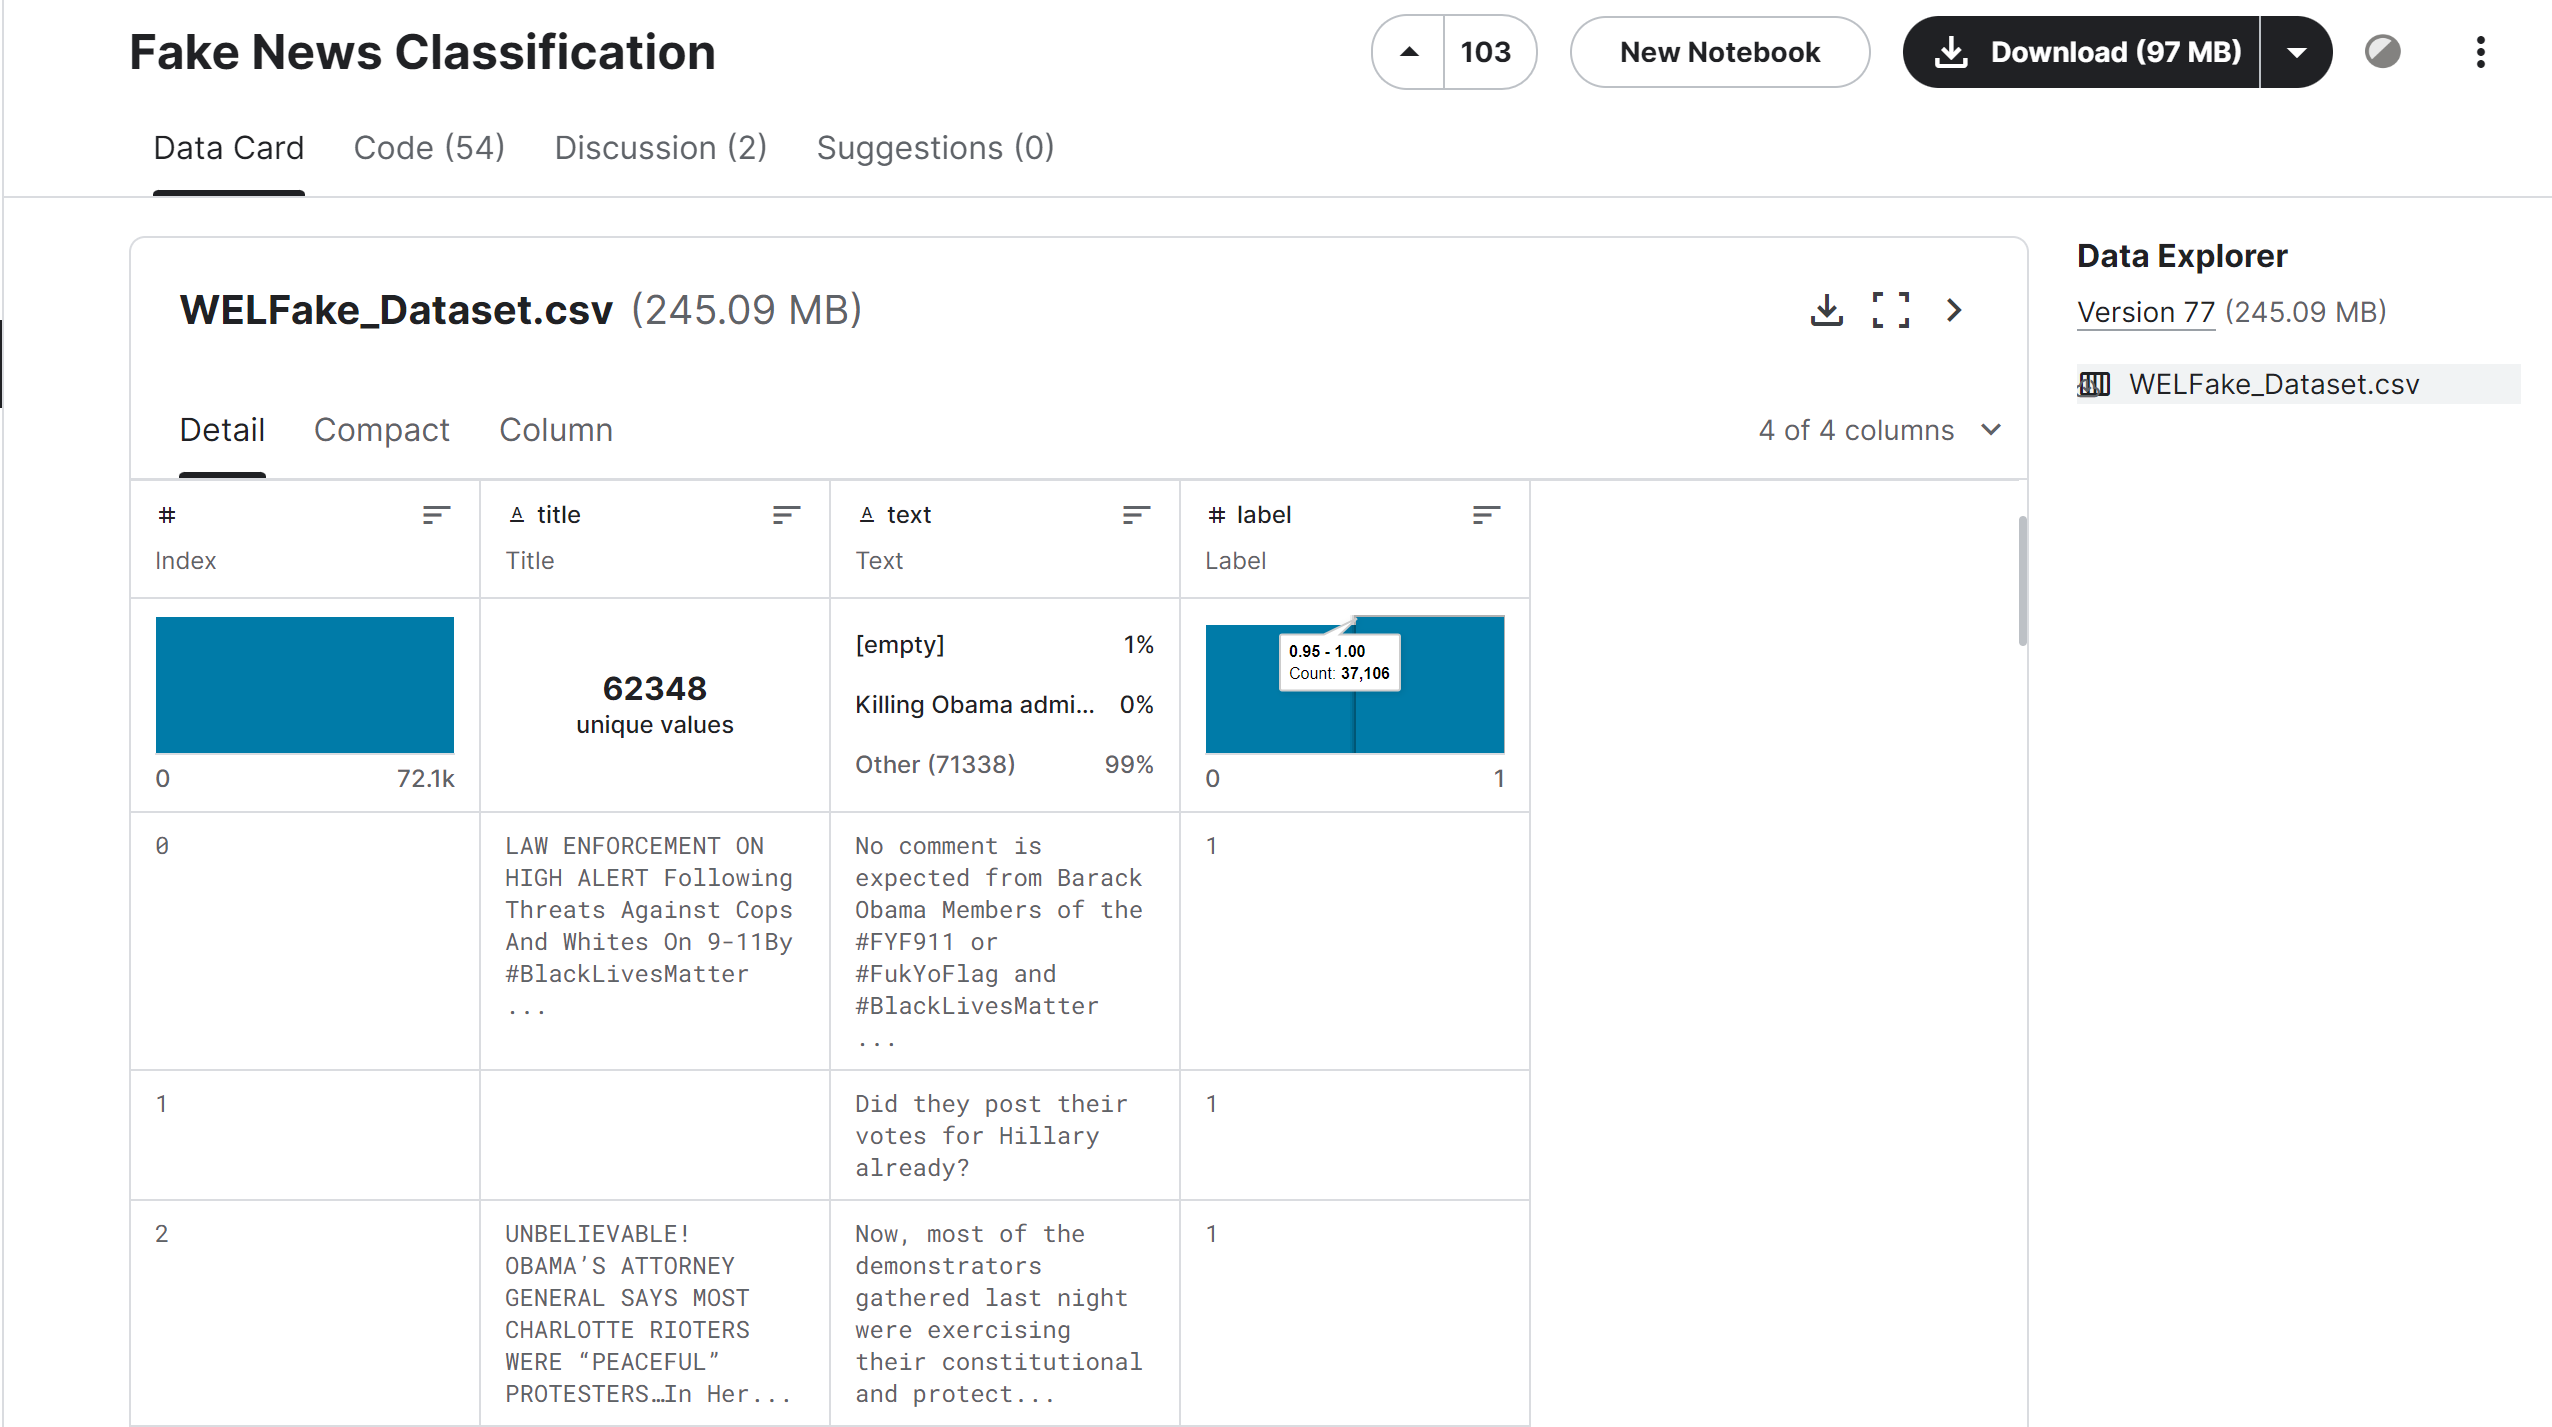 Fake News Classification
103
New Notebook
Download (97 MB)
Data Card
Code (54)
Discussion (2)
Suggestions (0)
WELFake_Dataset.csv (245.09 MB)
Data Explorer
Version 77 (245.09 MB)
WELFake_Dataset.csv
Detail
Compact
Column
4 of 4 columns
#
Index
A title
Title
A text
Text
# label
Label
0
72.1k
62348
unique values
[empty] 1%
Killing Obama admi... 0%
Other (71338) 99%
0.95 - 1.00
Count: 37,106
0
1
0
LAW ENFORCEMENT ON
HIGH ALERT Following
Threats Against Cops
And Whites On 9-11By
#BlackLivesMatter
...
No comment is
expected from Barack
Obama Members of the
#FYF911 or
#FukYoFlag and
#BlackLivesMatter
...
1
1
Did they post their
votes for Hillary
already?
1
2
UNBELIEVABLE!
OBAMA’S ATTORNEY
GENERAL SAYS MOST
CHARLOTTE RIOTERS
WERE “PEACEFUL”
PROTESTERS…In Her...
Now, most of the
demonstrators
gathered last night
were exercising
their constitutional
and protect...
1